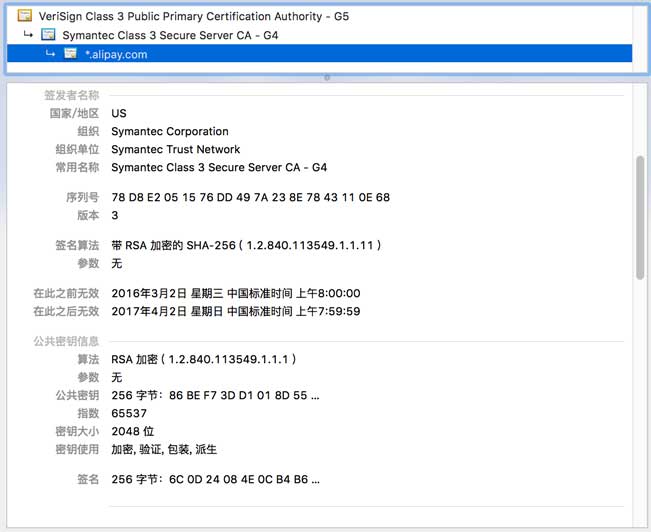 VeriSign Class 3 Public Primary Certification Authority - G5
Symantec Class 3 Secure Server CA - G4
*.alipay.com
签发者名称
国家/地区 US
组织 Symantec Corporation
组织单位 Symantec Trust Network
常用名称 Symantec Class 3 Secure Server CA - G4
序列号 78 D8 E2 05 15 76 DD 49 7A 23 8E 78 43 11 0E 68
版本 3
签名算法 带 RSA 加密的 SHA-256 ( 1.2.840.113549.1.1.11 )
参数 无
在此之前无效 2016年3月2日 星期三 中国标准时间 上午8:00:00
在此之后无效 2017年4月2日 星期日 中国标准时间 上午7:59:59
公共密钥信息
算法 RSA 加密 ( 1.2.840.113549.1.1.1 )
参数 无
公共密钥 256 字节：86 BE F7 3D D1 01 8D 55 ...
指数 65537
密钥大小 2048 位
密钥使用 加密, 验证, 包装, 派生
签名 256 字节：6C 0D 24 08 4E 0C B4 B6 ...